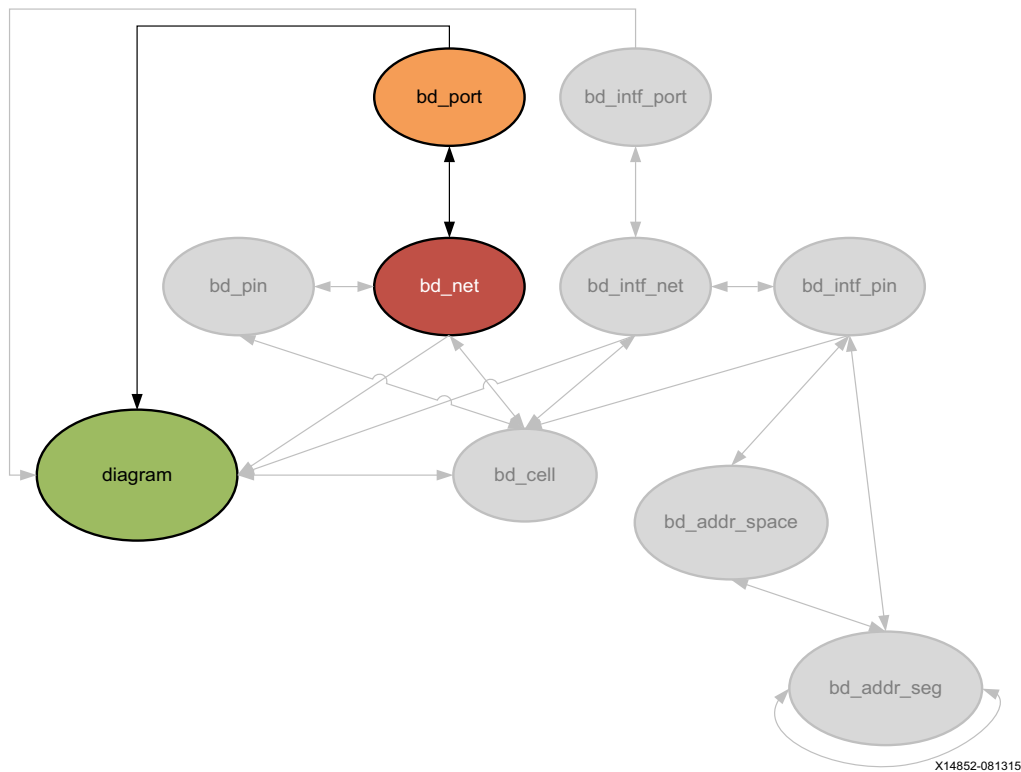 bd_port
bd_intf_port
bd_pin
bd_net
bd_intf_net
bd_intf_pin
diagram
bd_cell
bd_addr_space
bd_addr_seg
X14852-081315